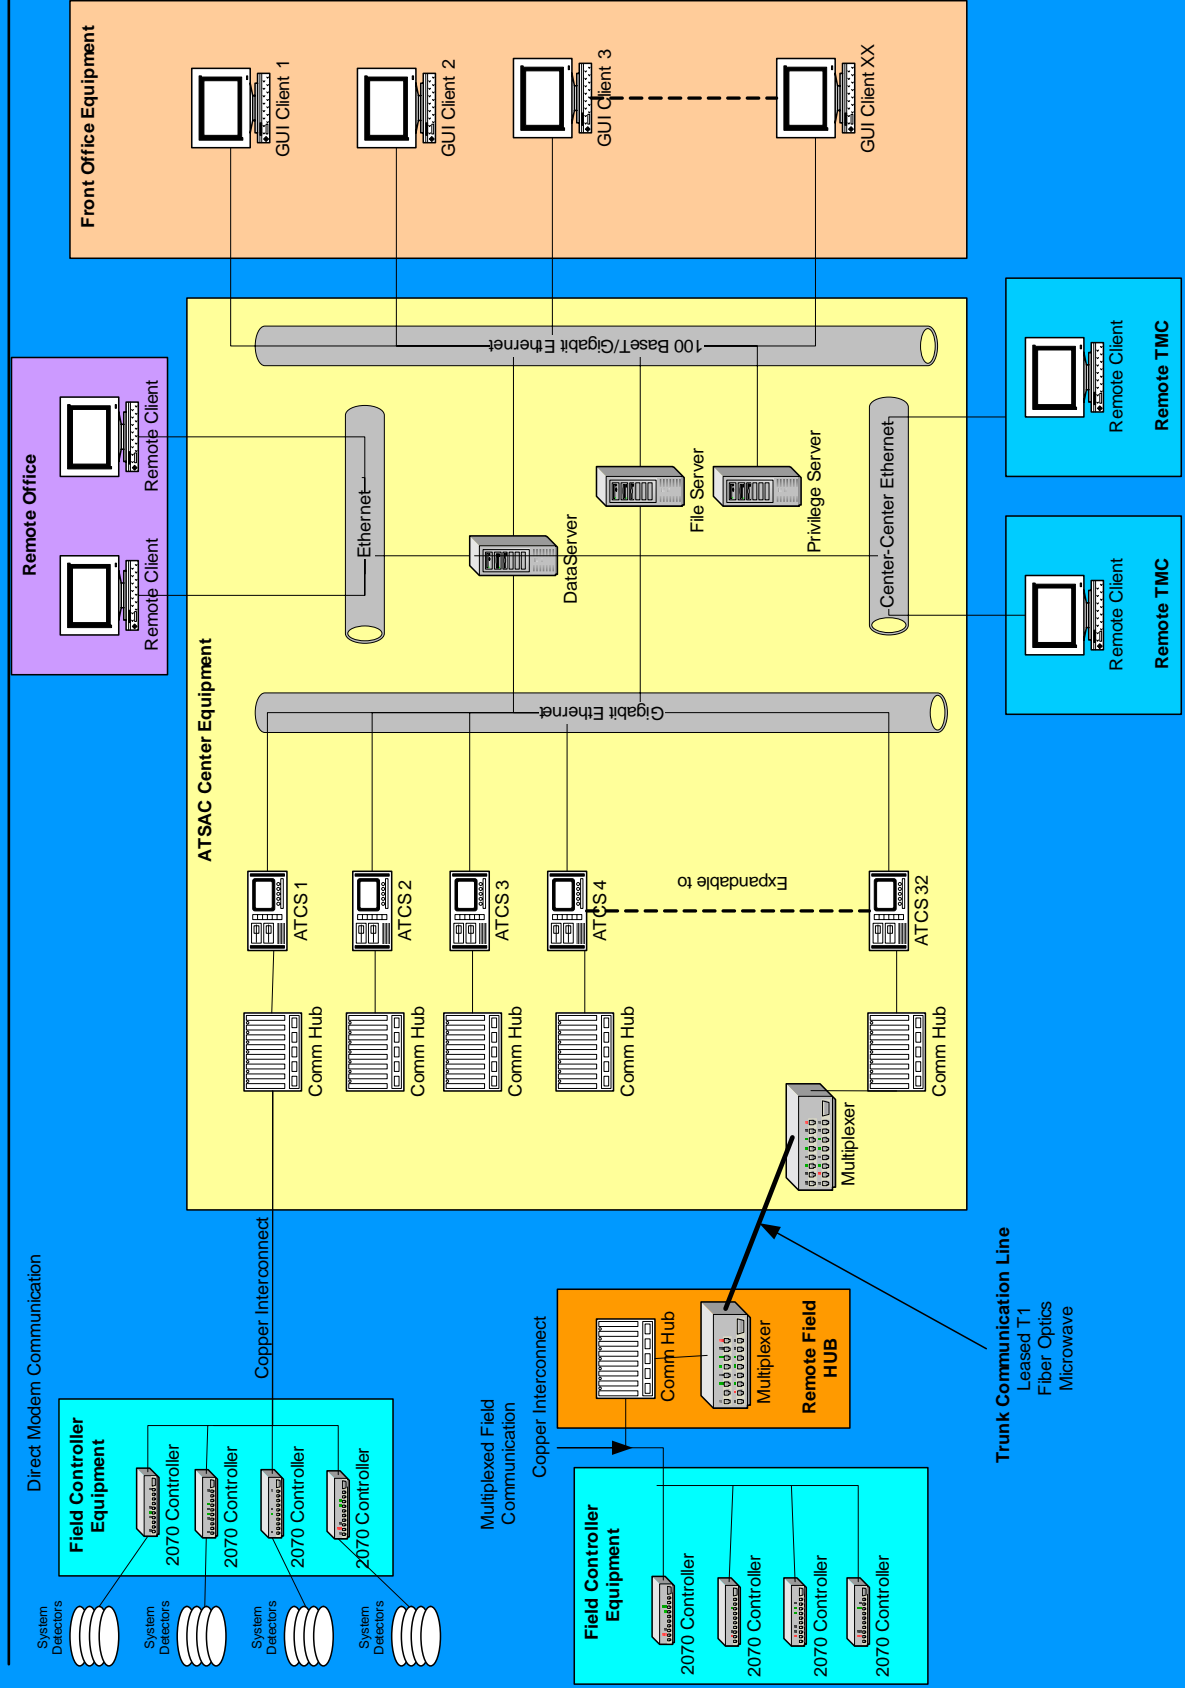 Direct Modem Communication
System
Detectors
System
Detectors
System
Detectors
System
Detectors
Field Controller
Equipment
2070 Controller
2070 Controller
2070 Controller
2070 Controller
Copper Interconnect
Remote Office
Remote Client
Remote Client
Front Office Equipment
GUI Client 1
GUI Client 2
GUI Client 3
GUI Client XX
ATSAC Center Equipment
Comm Hub
Comm Hub
Comm Hub
Comm Hub
Comm Hub
ATCS 1
ATCS 2
ATCS 3
ATCS 4
Expandable to
ATCS 32
Gigabit Ethernet
Ethernet
DataServer
File Server
Privilege Server
100 BaseT/Gigabit Ethernet
Center-Center Ethernet
Multiplexer
Multiplexed Field
Communication
Copper Interconnect
Field Controller
Equipment
2070 Controller
2070 Controller
2070 Controller
2070 Controller
Comm Hub
Multiplexer
Remote Field
HUB
Trunk Communication Line
Leased T1
Fiber Optics
Microwave
Remote Client
Remote TMC
Remote Client
Remote TMC